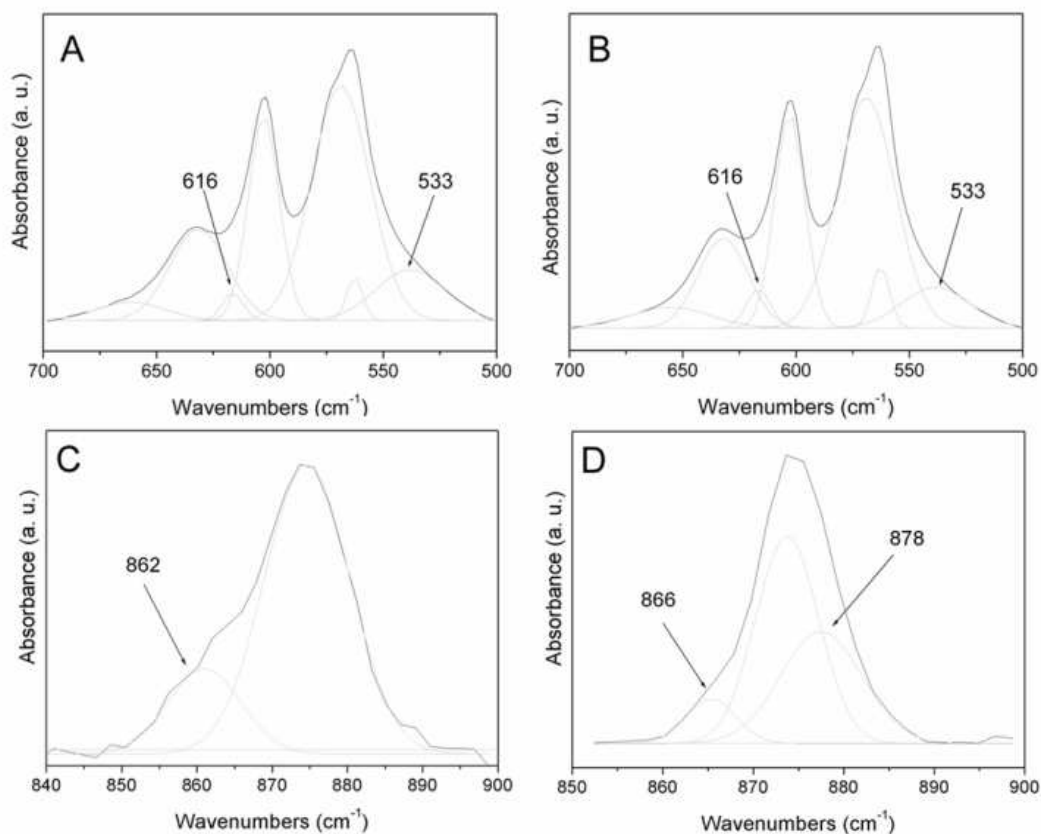 A
616
533
Absorbance (a. u.)
700 650 600 550 500
Wavenumbers (cm⁻¹)
B
616
533
Absorbance (a. u.)
700 650 600 550 500
Wavenumbers (cm⁻¹)
C
862
Absorbance (a. u.)
840 850 860 870 880 890 900
Wavenumbers (cm⁻¹)
D
878
866
Absorbance (a. u.)
850 860 870 880 890 900
Wavenumbers (cm⁻¹)